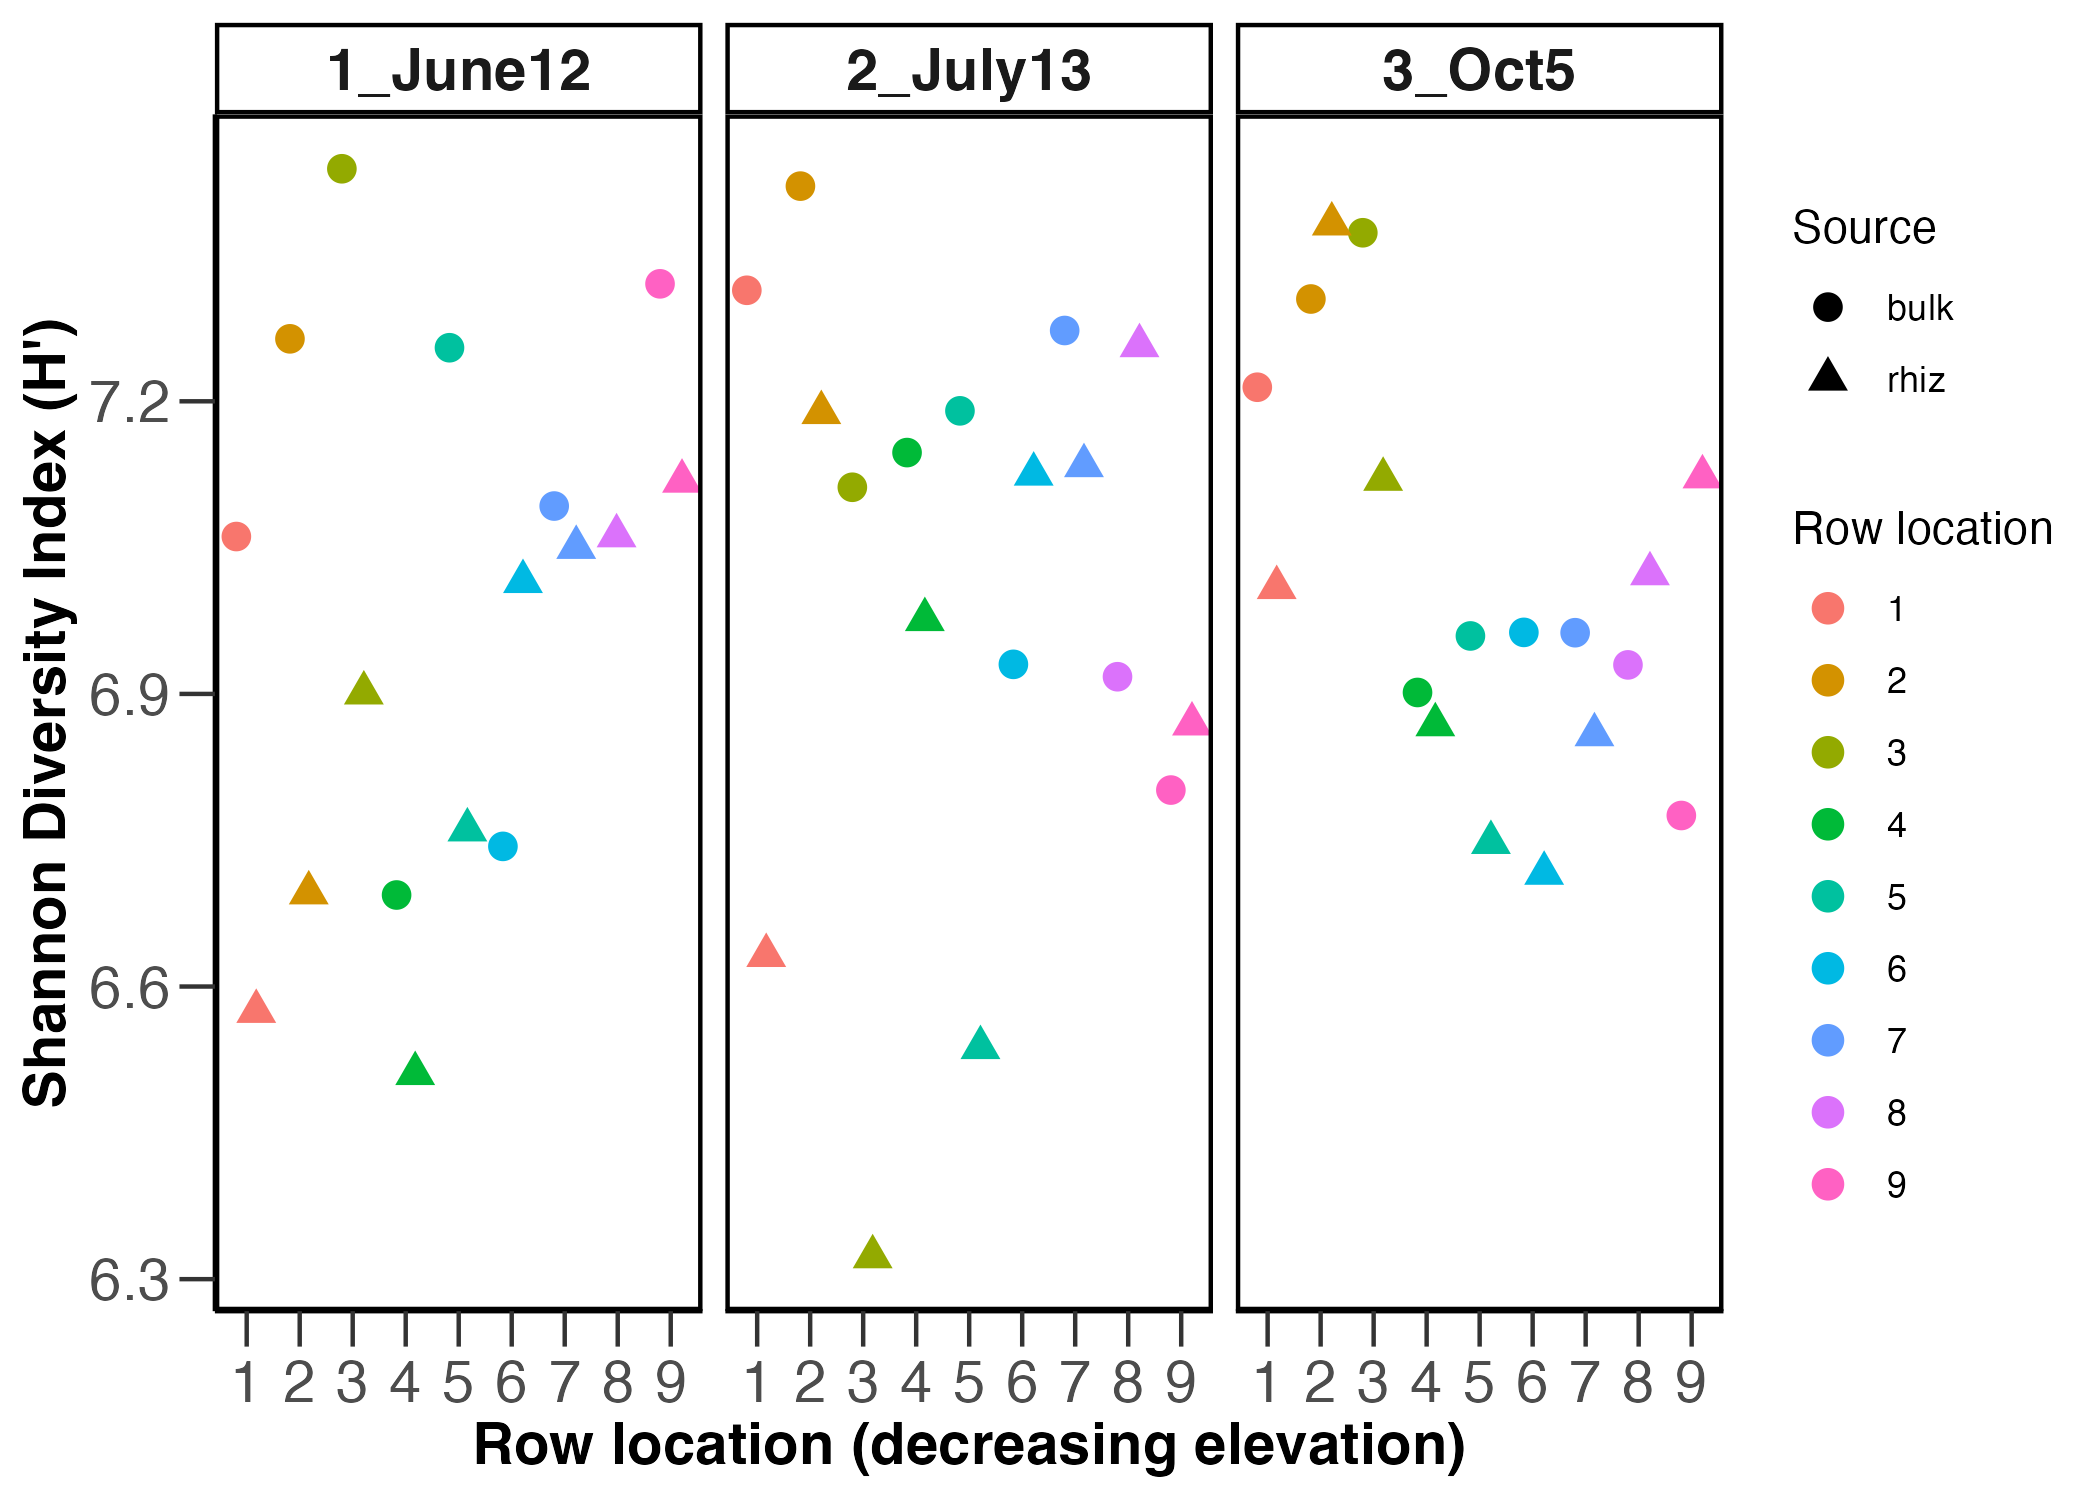 1_June12 2_July13 3_Oct5
Shannon Diversity Index (H')
7.2
6.9
6.6
6.3
1 2 3 4 5 6 7 8 9 1 2 3 4 5 6 7 8 9 1 2 3 4 5 6 7 8 9
Row location (decreasing elevation)
Source
bulk
rhiz
Row location
1
2
3
4
5
6
7
8
9